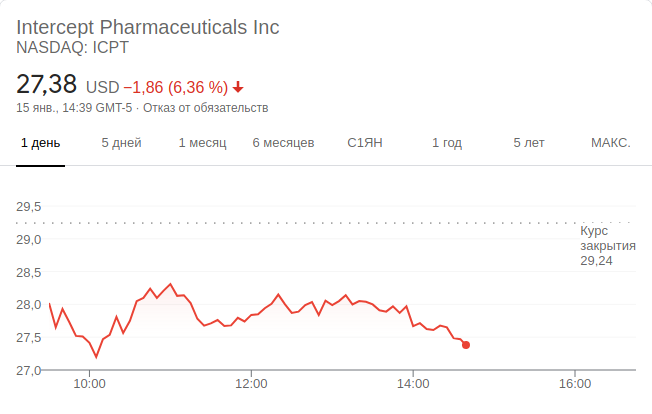 Intercept Pharmaceuticals Inc
NASDAQ: ICPT
27,38 USD −1,86 (6,36 %)
15 янв., 14:39 GMT-5 · Отказ от обязательств
1 день 5 дней 1 месяц 6 месяцев С1ЯН 1 год 5 лет МАКС.
29,5
29,0
28,5
28,0
27,5
27,0
Курс
закрытия
29,24
10:00 12:00 14:00 16:00